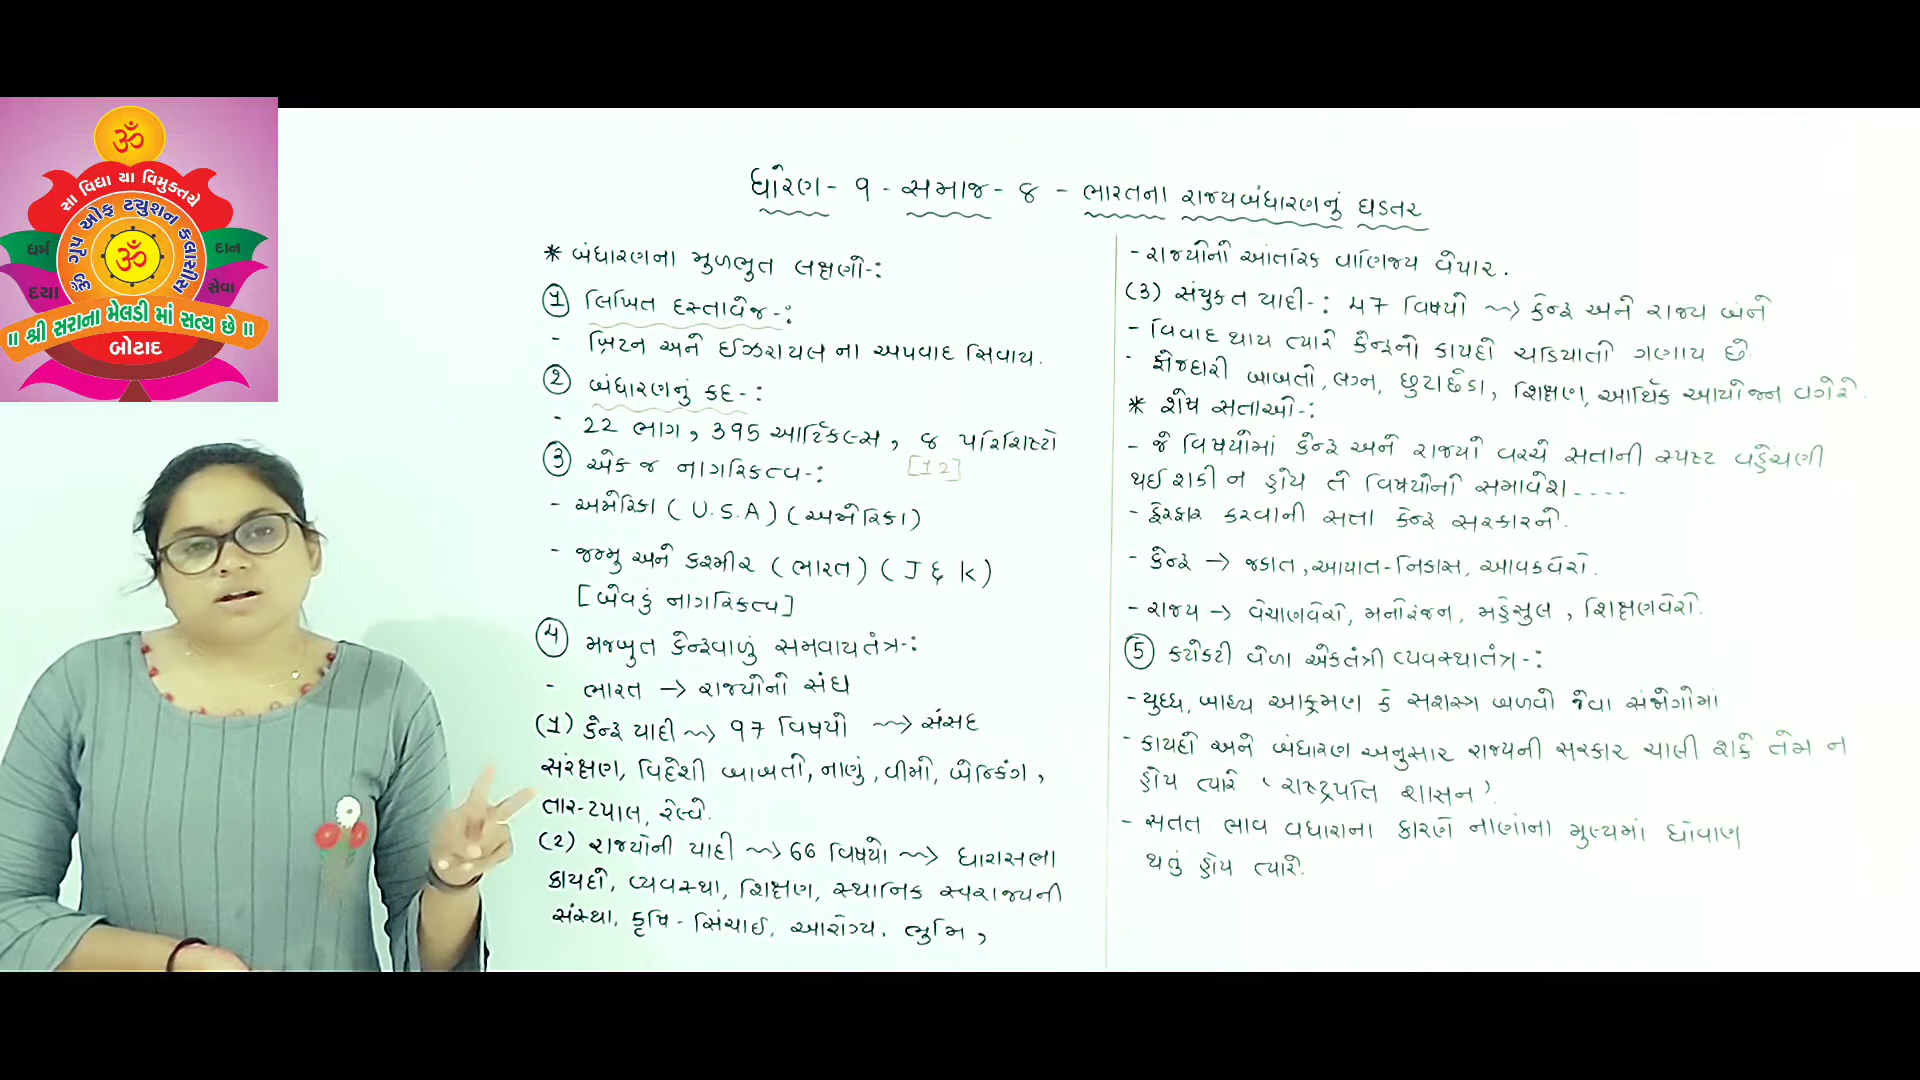 ૐ
સા વિદ્યા યા વિમુક્તયે
ૐ ગ્રુપ ઓફ ટ્યુશન ક્લાસીસ
ૐ
ધર્મ
દાન
દયા
સેવા
॥ શ્રી સરાના મેલડી માં સત્ય છે ॥
બોટાદ
ધોરણ - ૧ - સમાજ - ૪ - ભારતના રાજ્યબંધારણનું ઘડતર
* બંધારણના મુળભુત લક્ષણો-:
① લિખિત દસ્તાવેજ-:
- બ્રિટન અને ઈઝરાયલ ના અપવાદ સિવાય.
② બંધારણનું કદ-:
- 22 ભાગ, 395 આર્ટિકલ્સ, ૪ પરિશિષ્ટો
[12]
③ એક જ નાગરિકત્વ-:
- અમેરિકા (U.S.A) (અમેરિકા)
- જમ્મુ અને કશ્મીર (ભારત) (J & K)
[બેવડું નાગરિકત્વ]
④ મજબુત કેન્દ્રવાળું સમવાયતંત્ર-:
- ભારત → રાજ્યોનો સંઘ
(1) કેન્દ્ર યાદી ⇝ 97 વિષયો ⇝ સંસદ
સંરક્ષણ, વિદેશી બાબતો, નાણું, વીમો, બેન્કિંગ,
તાર-ટપાલ, રેલ્વે.
(2) રાજ્યોની યાદી ⇝ 66 વિષયો ⇝ ધારાસભા
કાયદો, વ્યવસ્થા, શિક્ષણ, સ્થાનિક સ્વરાજ્યની
સંસ્થા, કૃષિ - સિંચાઈ, આરોગ્ય, ભુમિ,
- રાજ્યોનો આંતરિક વાણિજ્ય વેપાર.
(3) સંયુક્ત યાદી-: 47 વિષયો ⇝ કેન્દ્ર અને રાજ્ય બંને
- વિવાદ થાય ત્યારે કેન્દ્રનો કાયદો ચડિયાતો ગણાય છે.
- ફોજદારી બાબતો, લગ્ન, છુટાછેડા, શિક્ષણ, આર્થિક આયોજન વગેરે.
* શેષ સત્તાઓ-:
- જે વિષયોમાં કેન્દ્ર અને રાજ્યો વચ્ચે સત્તાની સ્પષ્ટ વહેંચણી
થઈ શકી ન હોય તે વિષયોનો સમાવેશ....
- ફેરફાર કરવાની સતા કેન્દ્ર સરકારને.
- કેન્દ્ર → જકાત, આયાત-નિકાસ, આવકવેરો.
- રાજ્ય → વેચાણવેરો, મનોરંજન, મહેસુલ, શિક્ષણવેરો.
⑤ કટોકટી વેળા એકતંત્રી વ્યવસ્થાતંત્ર-:
- યુદ્ધ, બાહ્ય આક્રમણ કે સશસ્ત્ર બળવો જેવા સંજોગોમાં
- કાયદો અને બંધારણ અનુસાર રાજ્યની સરકાર ચાલી શકે તેમ ન
હોય ત્યારે 'રાષ્ટ્રપતિ શાસન'.
- સતત ભાવ વધારાના કારણે નાણાંના મુલ્યમાં ધોવાણ
થતું હોય ત્યારે.